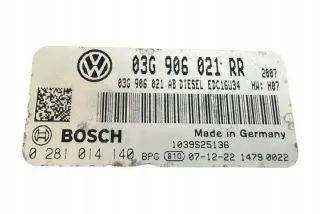 03G 906 021 RR 2007
03G 906 021 AB DIESEL EDC16U34 HW: H07
BOSCH
Made in Germany
1039S25136
0 281 014 140 BPG 810 07-12-22 1479 0022